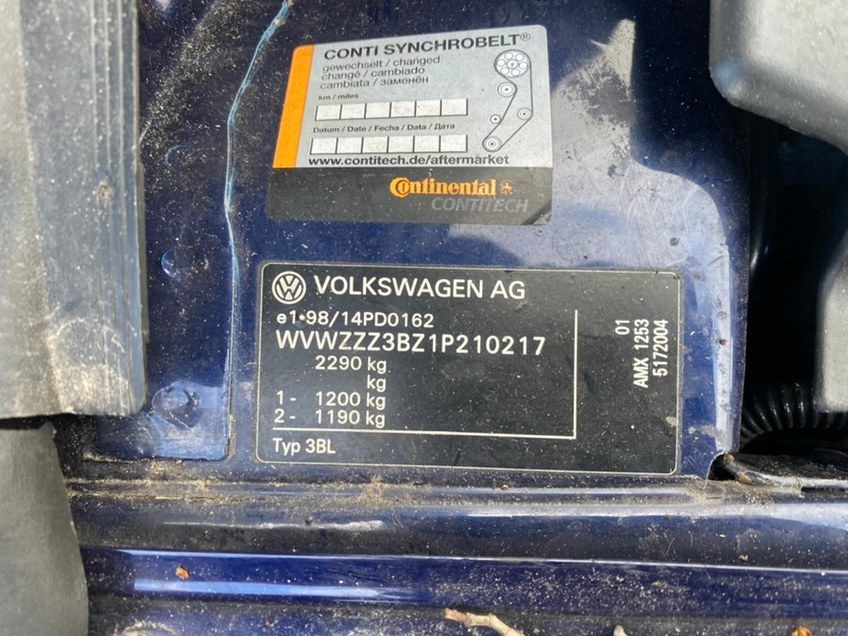 CONTI SYNCHROBELT®
gewechselt / changed
changé / cambiado
cambiata / заменён
km / miles
Datum / Date / Fecha / Data / Дата
www.contitech.de/aftermarket
Continental
CONTITECH
VOLKSWAGEN AG
e1*98/14PD0162
WVWZZZ3BZ1P210217
2290 kg
kg
1- 1200 kg
2- 1190 kg
Typ 3BL
01
AMX 1253
5172004